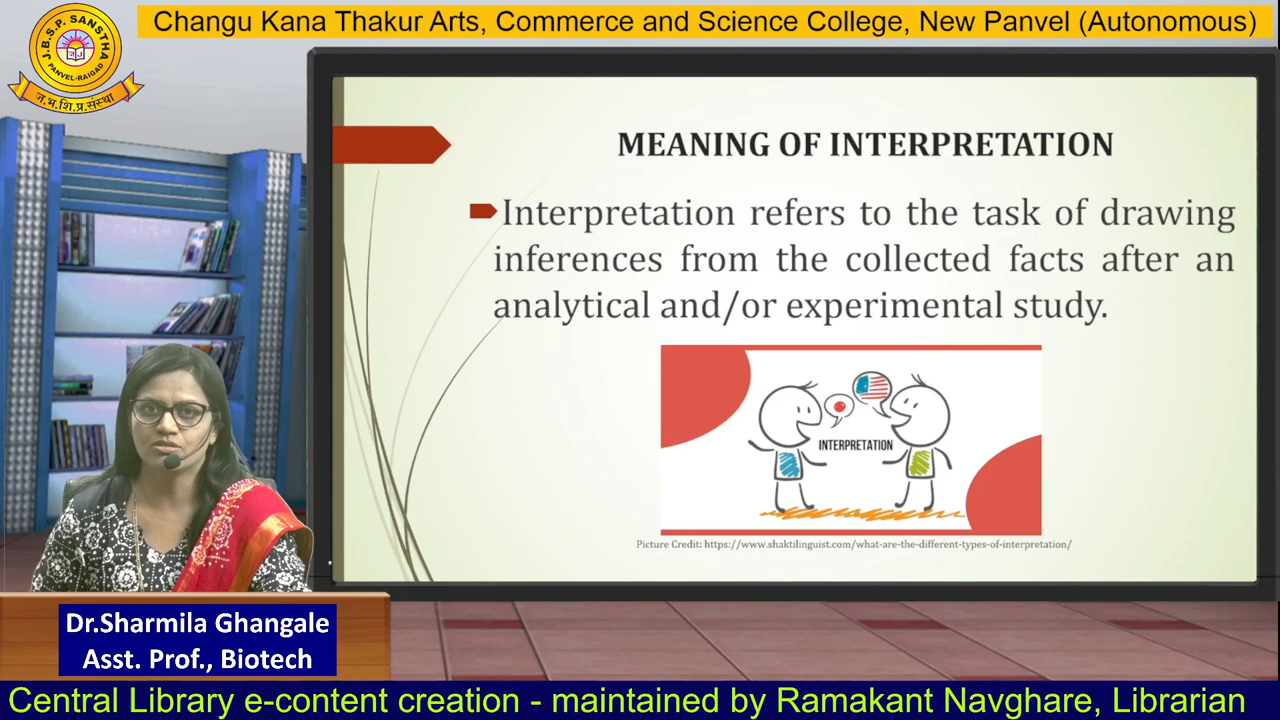 Changu Kana Thakur Arts, Commerce and Science College, New Panvel (Autonomous)
J.B.S.P. SANSTHA
PANVEL-RAIGAD
ज.भ.शि.प्र.संस्था
MEANING OF INTERPRETATION
Interpretation refers to the task of drawing
inferences from the collected facts after an
analytical and/or experimental study.
INTERPRETATION
Picture Credit: https://www.shaktilinguist.com/what-are-the-different-types-of-interpretation/
Dr.Sharmila Ghangale
Asst. Prof., Biotech
Central Library e-content creation - maintained by Ramakant Navghare, Librarian